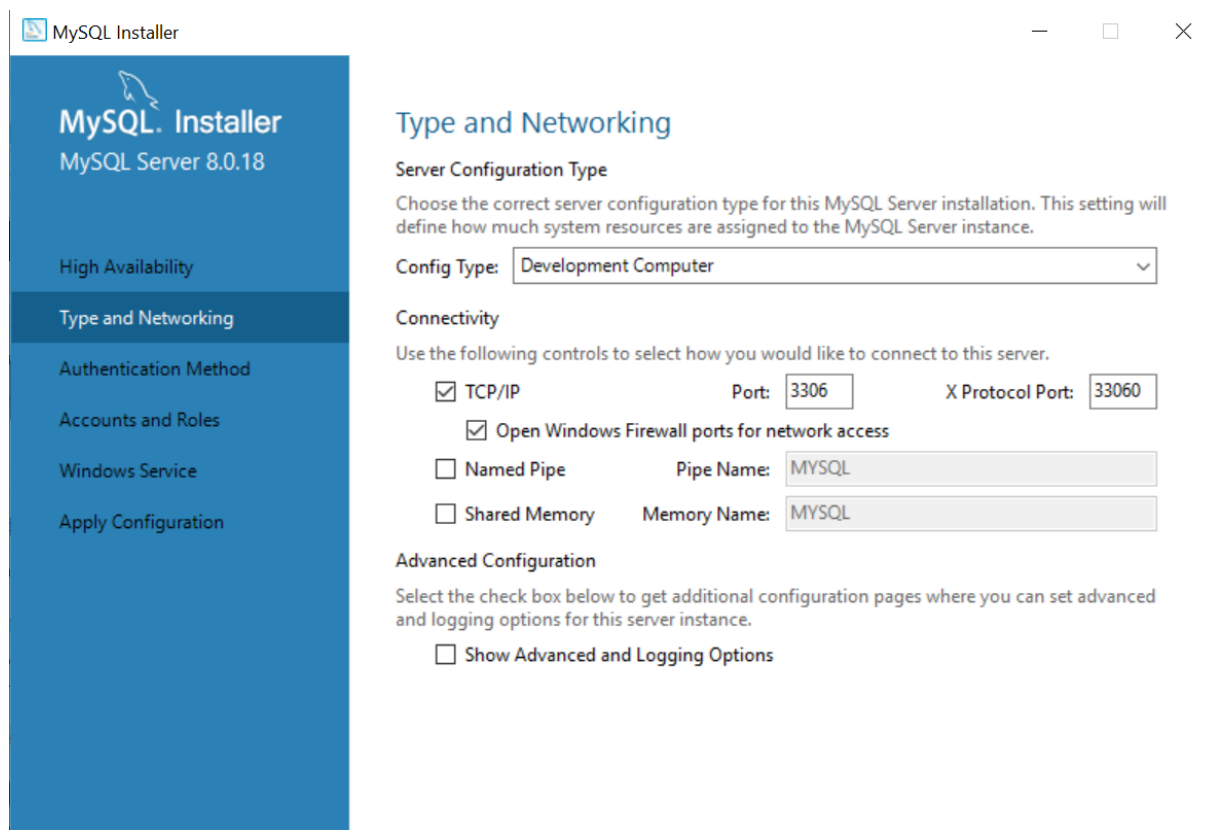 MySQL Installer
MySQL. Installer
MySQL Server 8.0.18
High Availability
Type and Networking
Authentication Method
Accounts and Roles
Windows Service
Apply Configuration
Type and Networking
Server Configuration Type
Choose the correct server configuration type for this MySQL Server installation. This setting will
define how much system resources are assigned to the MySQL Server instance.
Config Type: Development Computer
Connectivity
Use the following controls to select how you would like to connect to this server.
TCP/IP Port: 3306 X Protocol Port: 33060
Open Windows Firewall ports for network access
Named Pipe Pipe Name: MYSQL
Shared Memory Memory Name: MYSQL
Advanced Configuration
Select the check box below to get additional configuration pages where you can set advanced
and logging options for this server instance.
Show Advanced and Logging Options